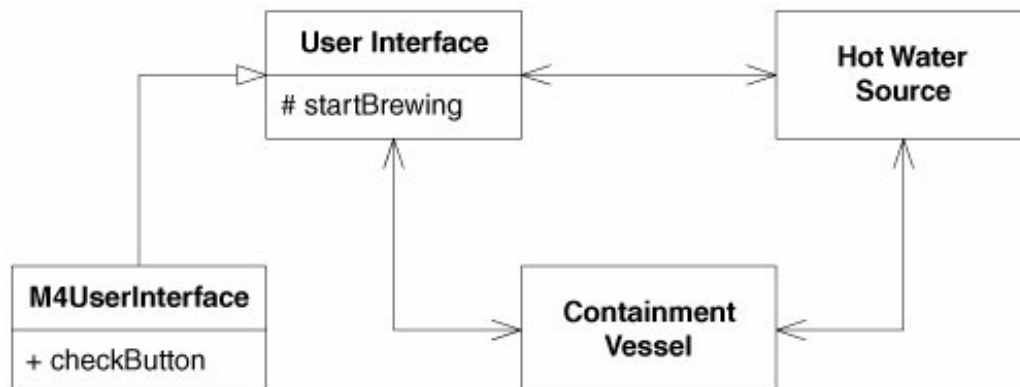 User Interface
# startBrewing
Hot Water
Source
M4UserInterface
+ checkButton
Containment
Vessel